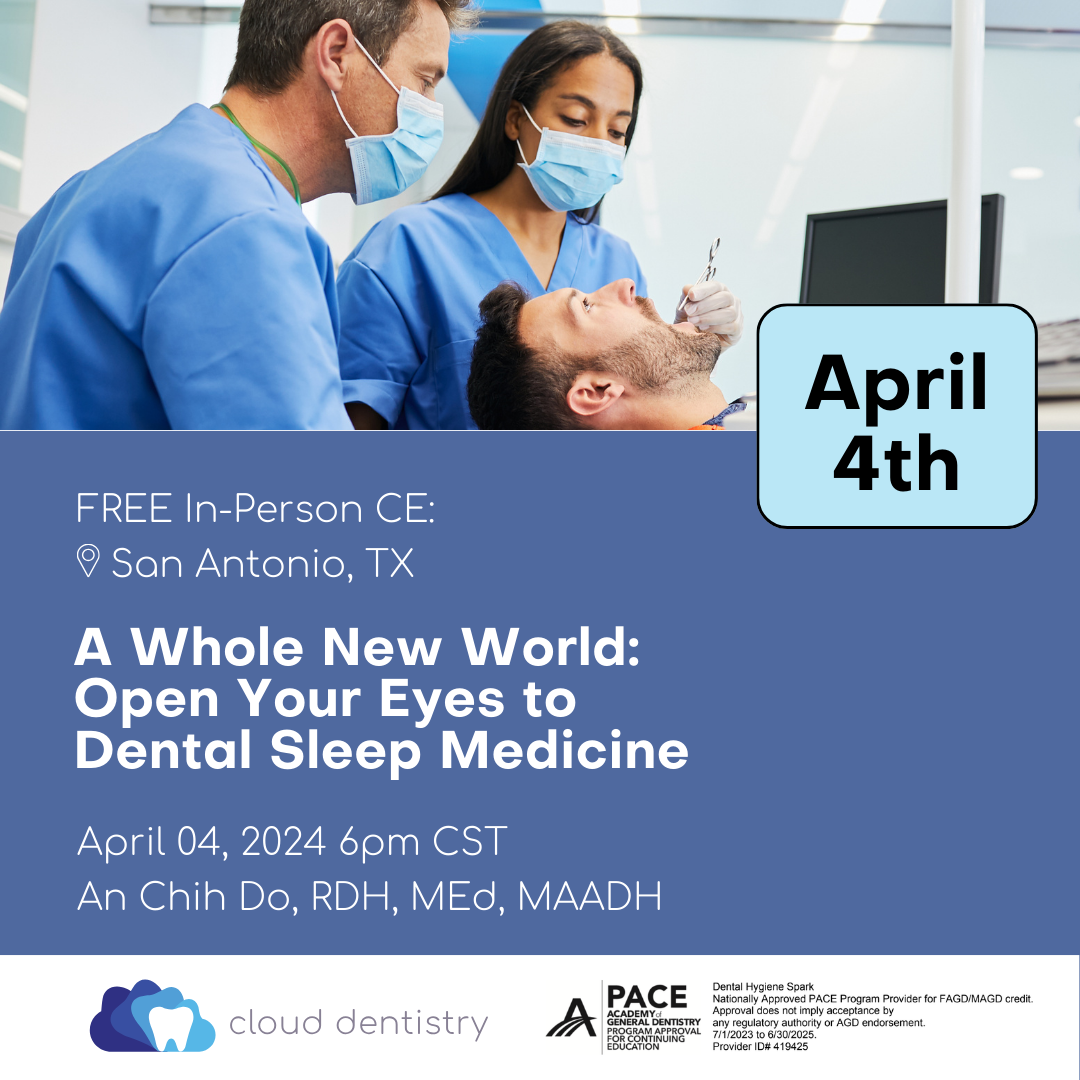 April
4th
FREE In-Person CE:
San Antonio, TX
A Whole New World:
Open Your Eyes to
Dental Sleep Medicine
April 04, 2024 6pm CST
An Chih Do, RDH, MEd, MAADH
cloud dentistry
PACE
ACADEMY of
GENERAL DENTISTRY
PROGRAM APPROVAL
FOR CONTINUING
EDUCATION
Dental Hygiene Spark
Nationally Approved PACE Program Provider for FAGD/MAGD credit.
Approval does not imply acceptance by
any regulatory authority or AGD endorsement.
7/1/2023 to 6/30/2025.
Provider ID# 419425